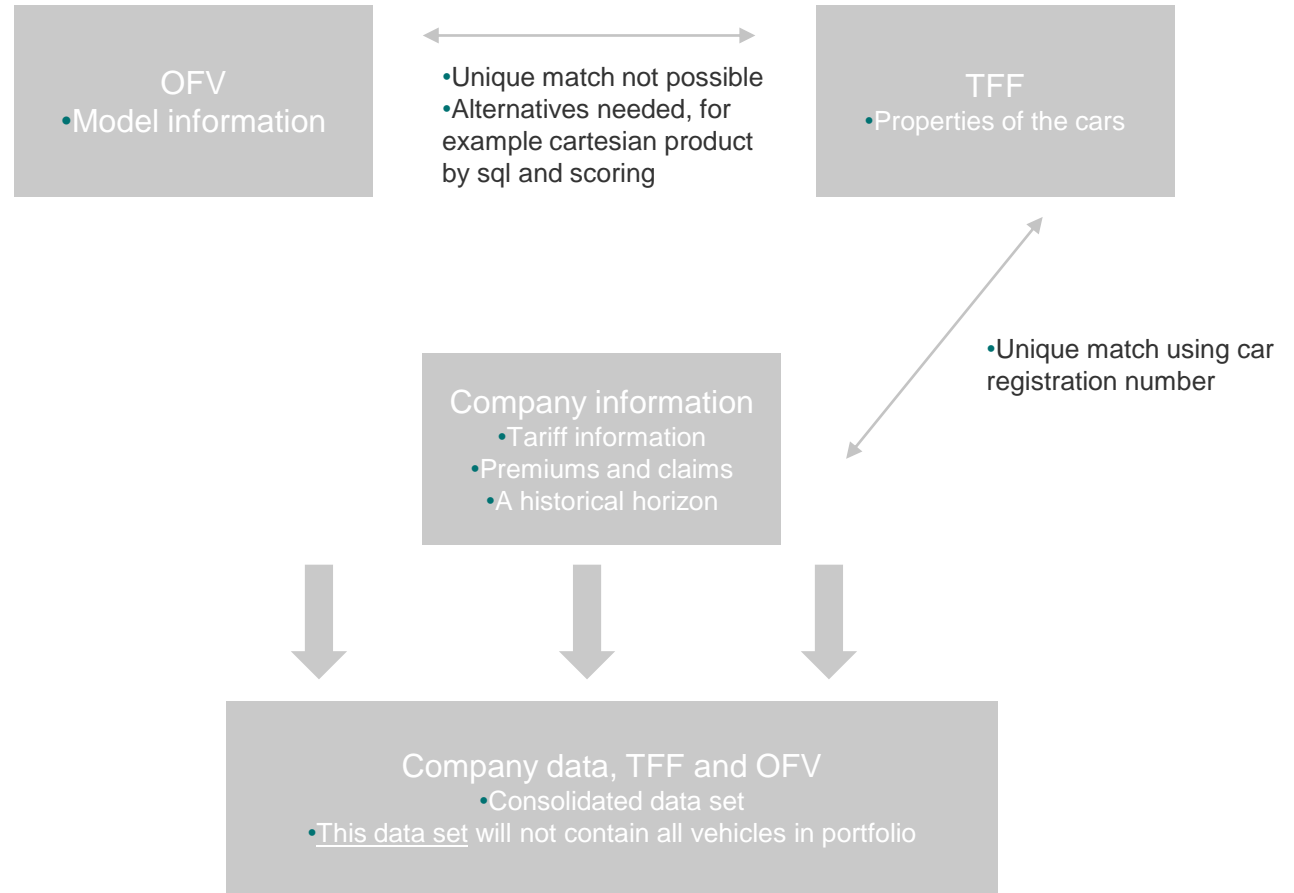 OFV
•Model information
•Unique match not possible
•Alternatives needed, for
example cartesian product
by sql and scoring
TFF
•Properties of the cars
•Unique match using car
registration number
Company information
•Tariff information
•Premiums and claims
•A historical horizon
Company data, TFF and OFV
•Consolidated data set
•This data set will not contain all vehicles in portfolio